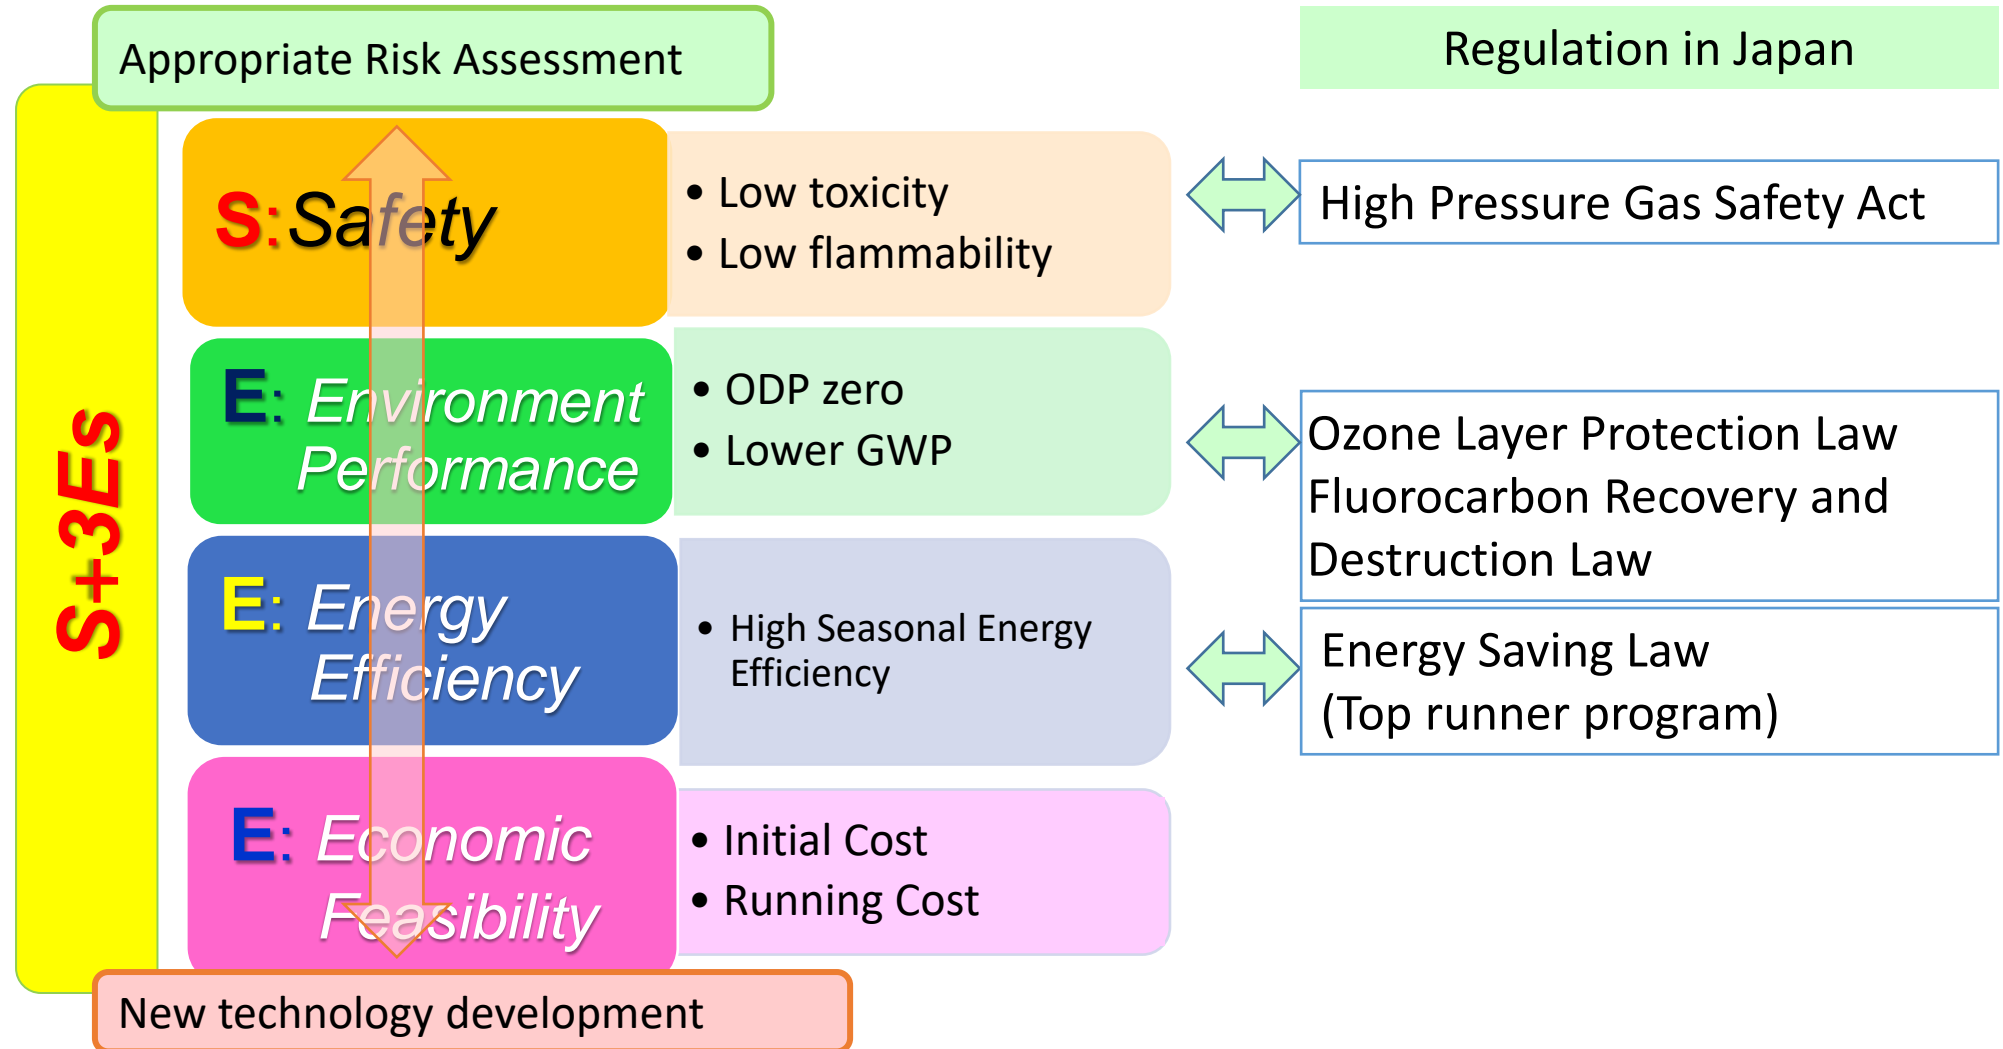 Appropriate Risk Assessment
Regulation in Japan
S+3Es
S: Safety
• Low toxicity
• Low flammability
High Pressure Gas Safety Act
E: Environment
Performance
• ODP zero
• Lower GWP
Ozone Layer Protection Law
Fluorocarbon Recovery and
Destruction Law
E: Energy
Efficiency
• High Seasonal Energy
Efficiency
Energy Saving Law
(Top runner program)
E: Economic
Feasibility
• Initial Cost
• Running Cost
New technology development